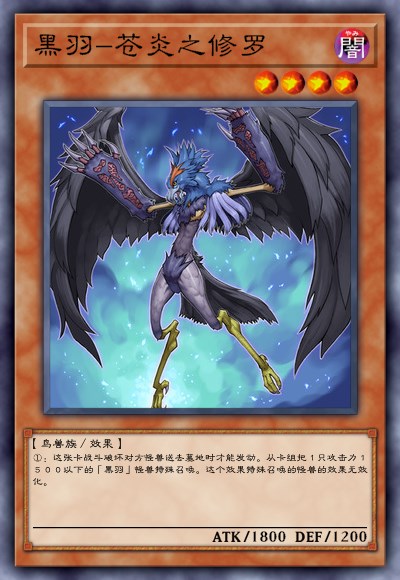 黑羽-苍炎之修罗
闇
やみ
【鸟兽族/效果】
①：这张卡战斗破坏对方怪兽送去墓地时才能发动。从卡组把1只攻击力1
500以下的「黑羽」怪兽特殊召唤。这个效果特殊召唤的怪兽的效果无效
化。
ATK/1800 DEF/1200